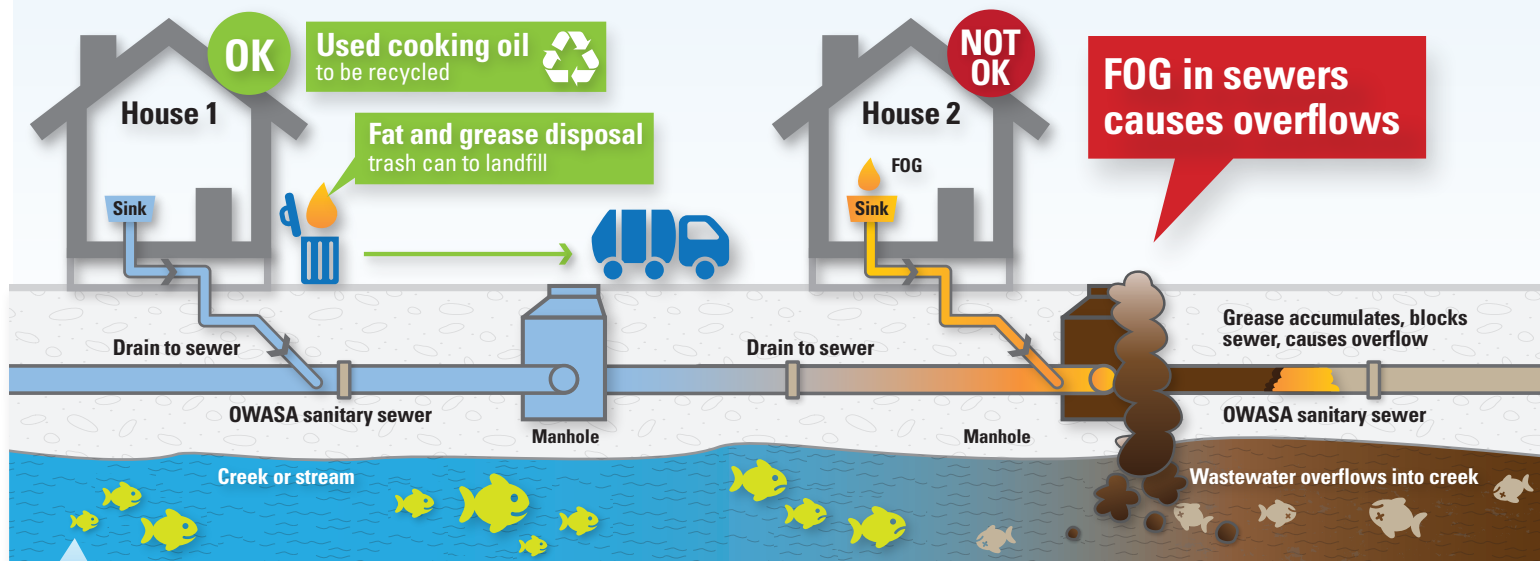 OK
Used cooking oil
to be recycled
House 1
Fat and grease disposal
trash can to landfill
Sink
NOT
OK
House 2
FOG
Sink
FOG in sewers
causes overflows
Drain to sewer
OWASA sanitary sewer
Manhole
Drain to sewer
Manhole
Grease accumulates, blocks
sewer, causes overflow
OWASA sanitary sewer
Creek or stream
Wastewater overflows into creek